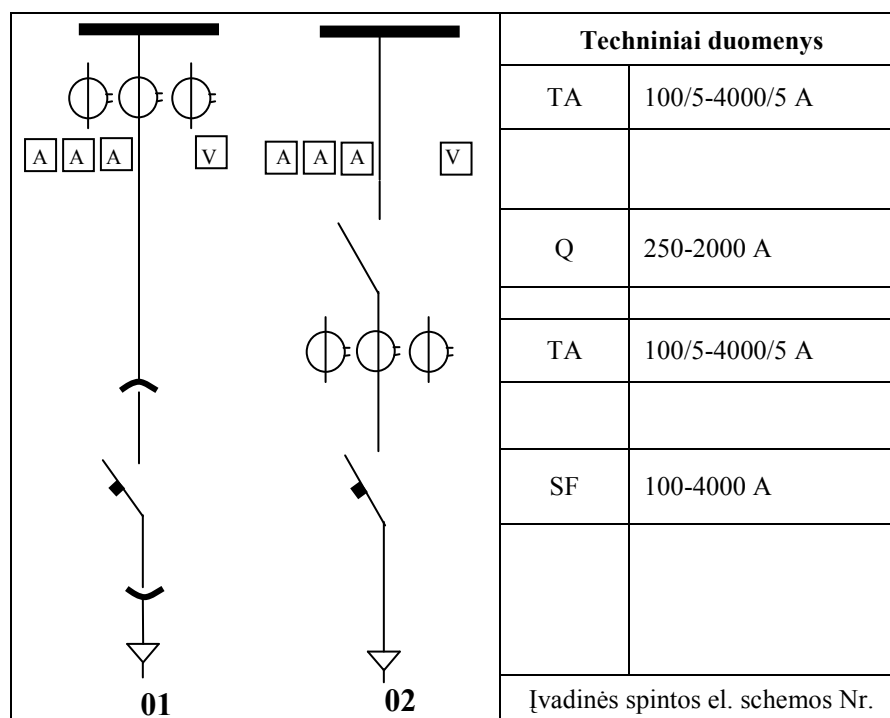 Techniniai duomenys
TA 100/5-4000/5 A
A A A V A A A V
Q 250-2000 A
TA 100/5-4000/5 A
SF 100-4000 A
01 02 Įvadinės spintos el. schemos Nr.